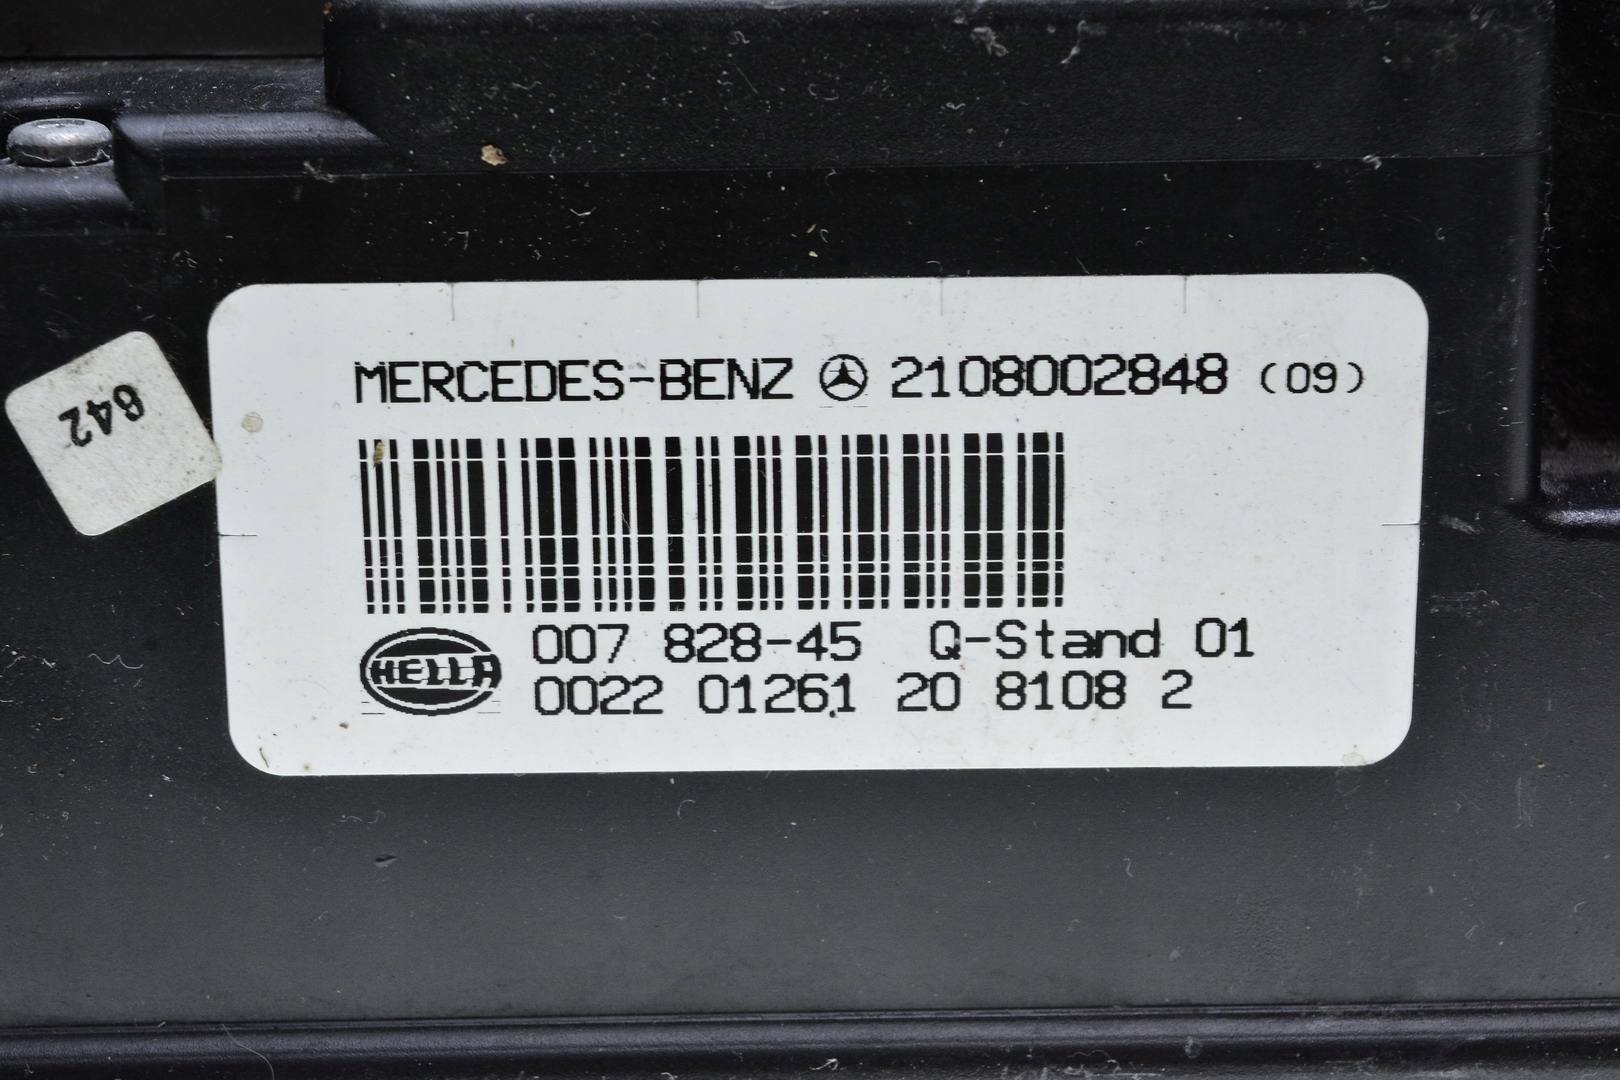 MERCEDES-BENZ 2108002848 (09)
842
HELLA
007 828-45 Q-Stand 01
0022 01261 20 8108 2